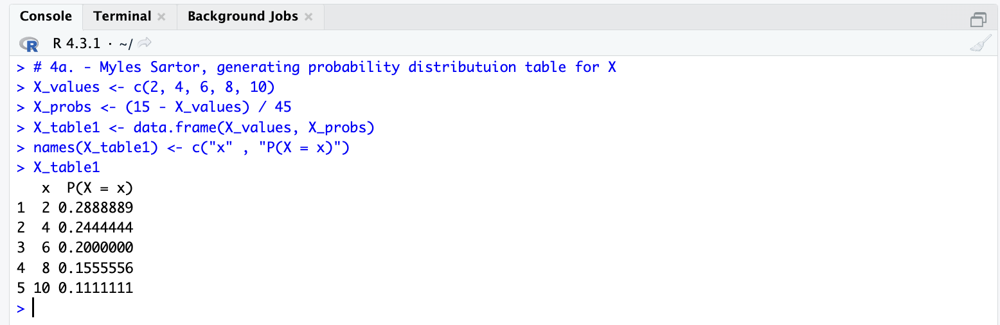 Console Terminal × Background Jobs ×
R R 4.3.1 · ~/
> # 4a. - Myles Sartor, generating probability distributuion table for X
> X_values <- c(2, 4, 6, 8, 10)
> X_probs <- (15 - X_values) / 45
> X_table1 <- data.frame(X_values, X_probs)
> names(X_table1) <- c("x" , "P(X = x)")
> X_table1
   x  P(X = x)
1  2 0.2888889
2  4 0.2444444
3  6 0.2000000
4  8 0.1555556
5 10 0.1111111
>